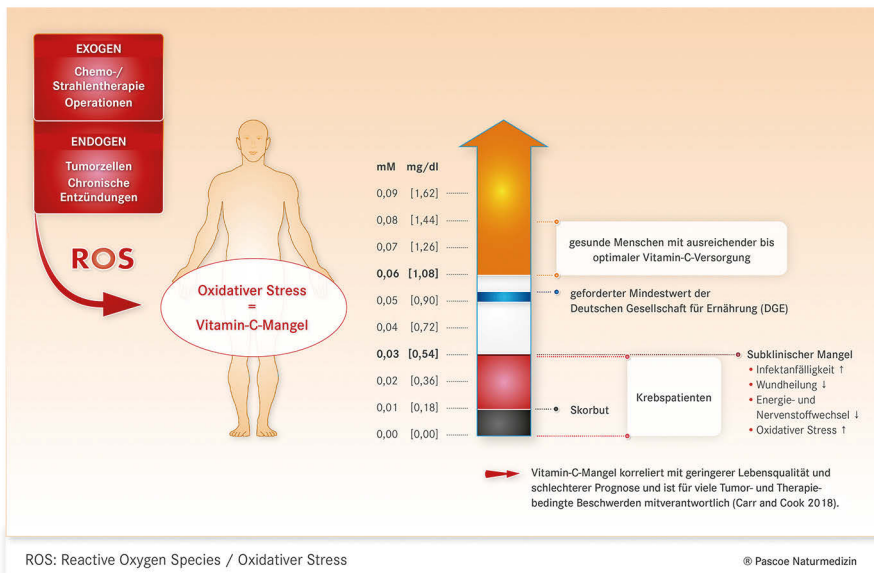 EXOGEN
Chemo-/
Strahlentherapie
Operationen
ENDOGEN
Tumorzellen
Chronische
Entzündungen
ROS
Oxidativer Stress
=
Vitamin-C-Mangel
mM mg/dl
0,09 [1,62]
0,08 [1,44]
0,07 [1,26]
0,06 [1,08]
0,05 [0,90]
0,04 [0,72]
0,03 [0,54]
0,02 [0,36]
0,01 [0,18]
0,00 [0,00]
gesunde Menschen mit ausreichender bis
optimaler Vitamin-C-Versorgung
geforderter Mindestwert der
Deutschen Gesellschaft für Ernährung (DGE)
Skorbut
Krebspatienten
Subklinischer Mangel
• Infektanfälligkeit ↑
• Wundheilung ↓
• Energie- und
Nervenstoffwechsel ↓
• Oxidativer Stress ↑
Vitamin-C-Mangel korreliert mit geringerer Lebensqualität und
schlechterer Prognose und ist für viele Tumor- und Therapie-
bedingte Beschwerden mitverantwortlich (Carr and Cook 2018).
ROS: Reactive Oxygen Species / Oxidativer Stress
® Pascoe Naturmedizin